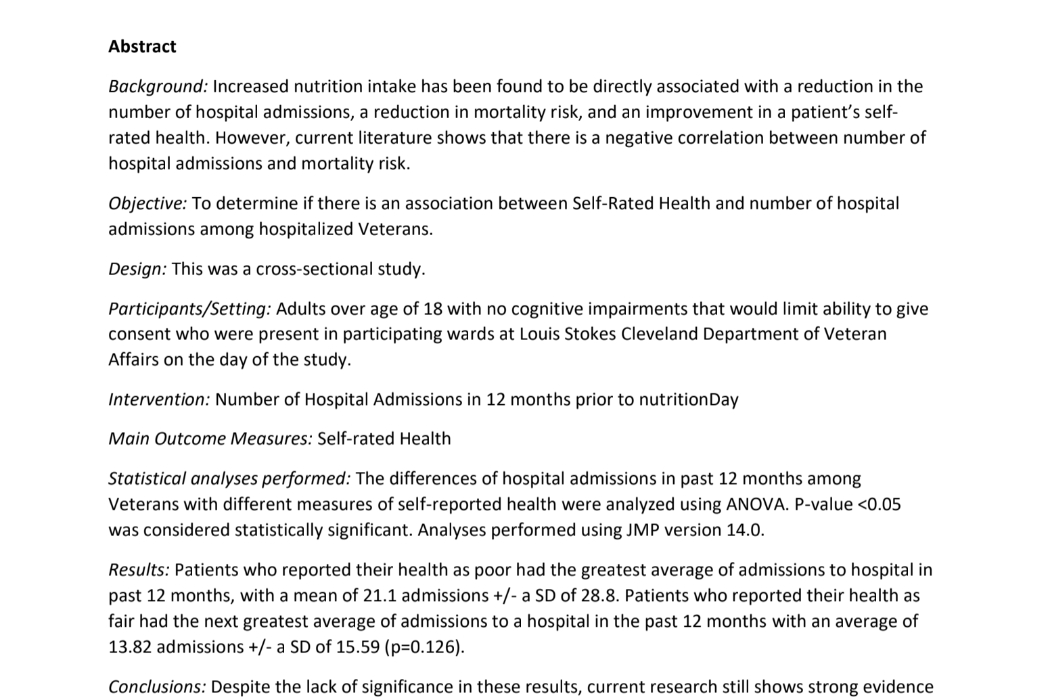 Abstract
Background: Increased nutrition intake has been found to be directly associated with a reduction in the
number of hospital admissions, a reduction in mortality risk, and an improvement in a patient’s self-
rated health. However, current literature shows that there is a negative correlation between number of
hospital admissions and mortality risk.
Objective: To determine if there is an association between Self-Rated Health and number of hospital
admissions among hospitalized Veterans.
Design: This was a cross-sectional study.
Participants/Setting: Adults over age of 18 with no cognitive impairments that would limit ability to give
consent who were present in participating wards at Louis Stokes Cleveland Department of Veteran
Affairs on the day of the study.
Intervention: Number of Hospital Admissions in 12 months prior to nutritionDay
Main Outcome Measures: Self-rated Health
Statistical analyses performed: The differences of hospital admissions in past 12 months among
Veterans with different measures of self-reported health were analyzed using ANOVA. P-value <0.05
was considered statistically significant. Analyses performed using JMP version 14.0.
Results: Patients who reported their health as poor had the greatest average of admissions to hospital in
past 12 months, with a mean of 21.1 admissions +/- a SD of 28.8. Patients who reported their health as
fair had the next greatest average of admissions to a hospital in the past 12 months with an average of
13.82 admissions +/- a SD of 15.59 (p=0.126).
Conclusions: Despite the lack of significance in these results, current research still shows strong evidence